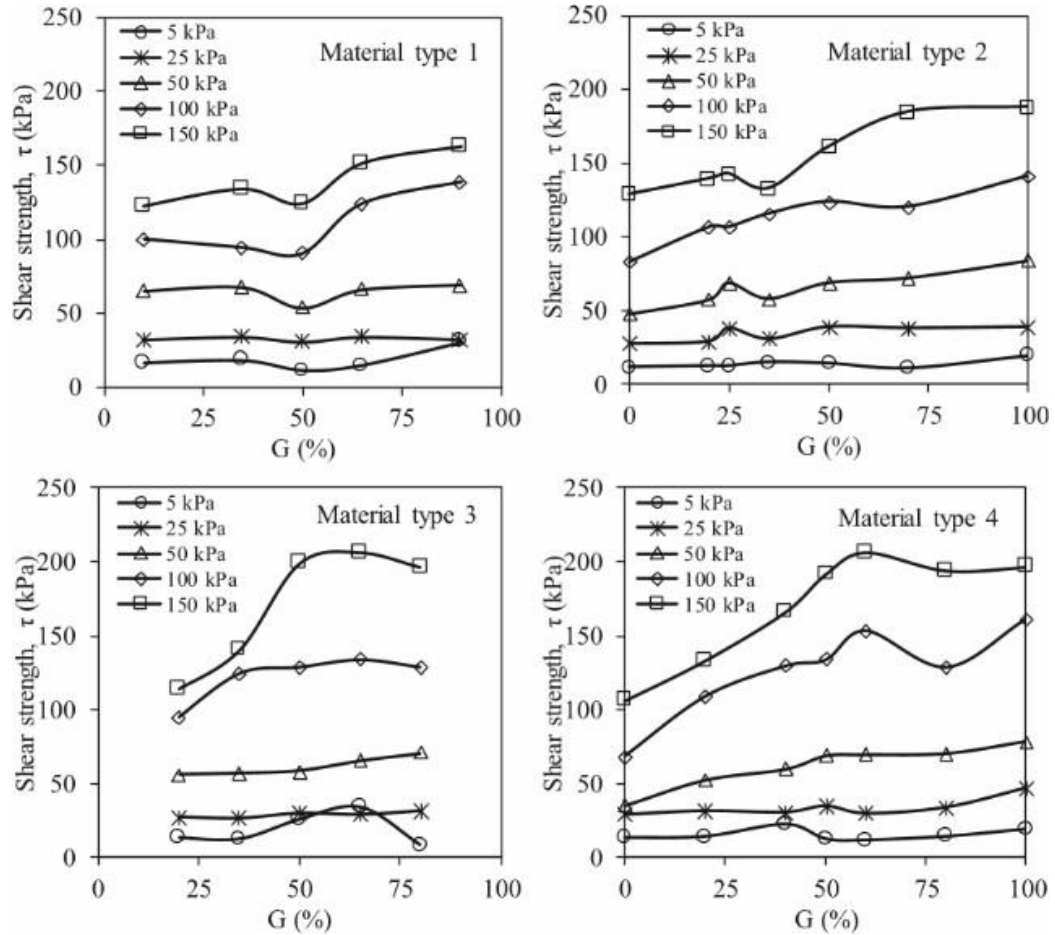 250
200
150
100
50
0
Shear strength, τ (kPa)
5 kPa
25 kPa
50 kPa
100 kPa
150 kPa
Material type 1
0 25 50 75 100
G (%)
250
200
150
100
50
0
Shear strength, τ (kPa)
5 kPa
25 kPa
50 kPa
100 kPa
150 kPa
Material type 2
0 25 50 75 100
G (%)
250
200
150
100
50
0
Shear strength, τ (kPa)
5 kPa
25 kPa
50 kPa
100 kPa
150 kPa
Material type 3
0 25 50 75 100
G (%)
250
200
150
100
50
0
Shear strength, τ (kPa)
5 kPa
25 kPa
50 kPa
100 kPa
150 kPa
Material type 4
0 25 50 75 100
G (%)